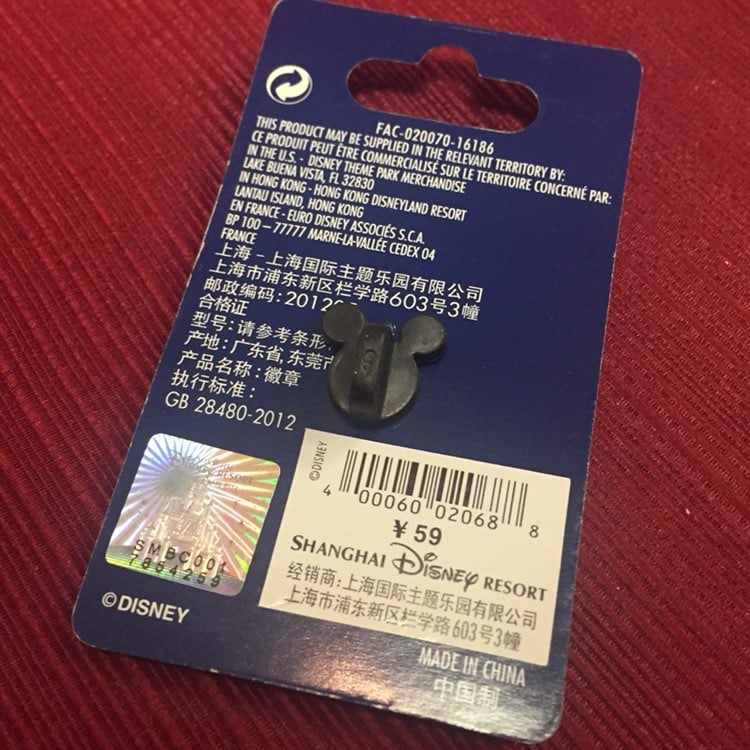 FAC-020070-16186
THIS PRODUCT MAY BE SUPPLIED IN THE RELEVANT TERRITORY BY:
CE PRODUIT PEUT ÊTRE COMMERCIALISÉ SUR LE TERRITOIRE CONCERNÉ PAR:
IN THE U.S. - DISNEY THEME PARK MERCHANDISE
LAKE BUENA VISTA, FL 32830
IN HONG KONG - HONG KONG DISNEYLAND RESORT
LANTAU ISLAND, HONG KONG
EN FRANCE - EURO DISNEY ASSOCIÉS S.C.A.
BP 100 – 77777 MARNE-LA-VALLÉE CEDEX 04
FRANCE
上海 – 上海国际主题乐园有限公司
上海市浦东新区栏学路603号3幢
邮政编码: 2012
合格证
型号: 请参考条形
产地: 广东省, 东莞市
产品名称: 徽章
执行标准:
GB 28480-2012
©DISNEY
4 00060 02068 8
¥ 59
SHANGHAI Disney RESORT
经销商: 上海国际主题乐园有限公司
上海市浦东新区栏学路603号3幢
SMBC001
7664259
©DISNEY
MADE IN CHINA
中国制